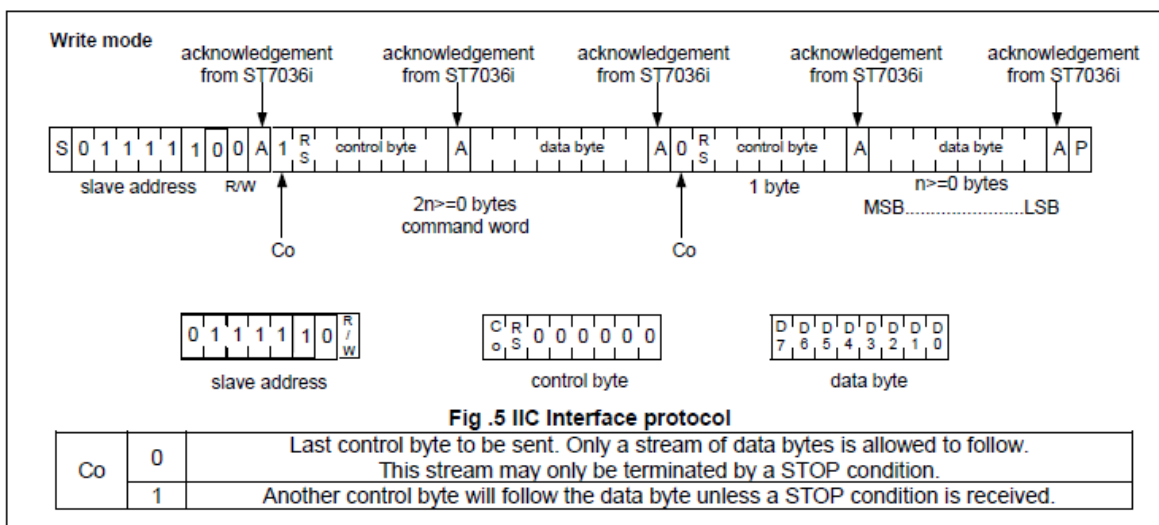 Write mode
acknowledgement from ST7036i
acknowledgement from ST7036i
acknowledgement from ST7036i
acknowledgement from ST7036i
acknowledgement from ST7036i
S 0 1 1 1 1 1 0 0 A 1 RS control byte A data byte A 0 RS control byte A data byte A P
slave address R/W 2n>=0 bytes 1 byte n>=0 bytes
command word MSB........................LSB
Co Co
0 1 1 1 1 1 0 R/W Co RS 0 0 0 0 0 0 D7 D6 D5 D4 D3 D2 D1 D0
slave address control byte data byte
Fig .5 IIC Interface protocol
Co 0 Last control byte to be sent. Only a stream of data bytes is allowed to follow.
This stream may only be terminated by a STOP condition.
1 Another control byte will follow the data byte unless a STOP condition is received.